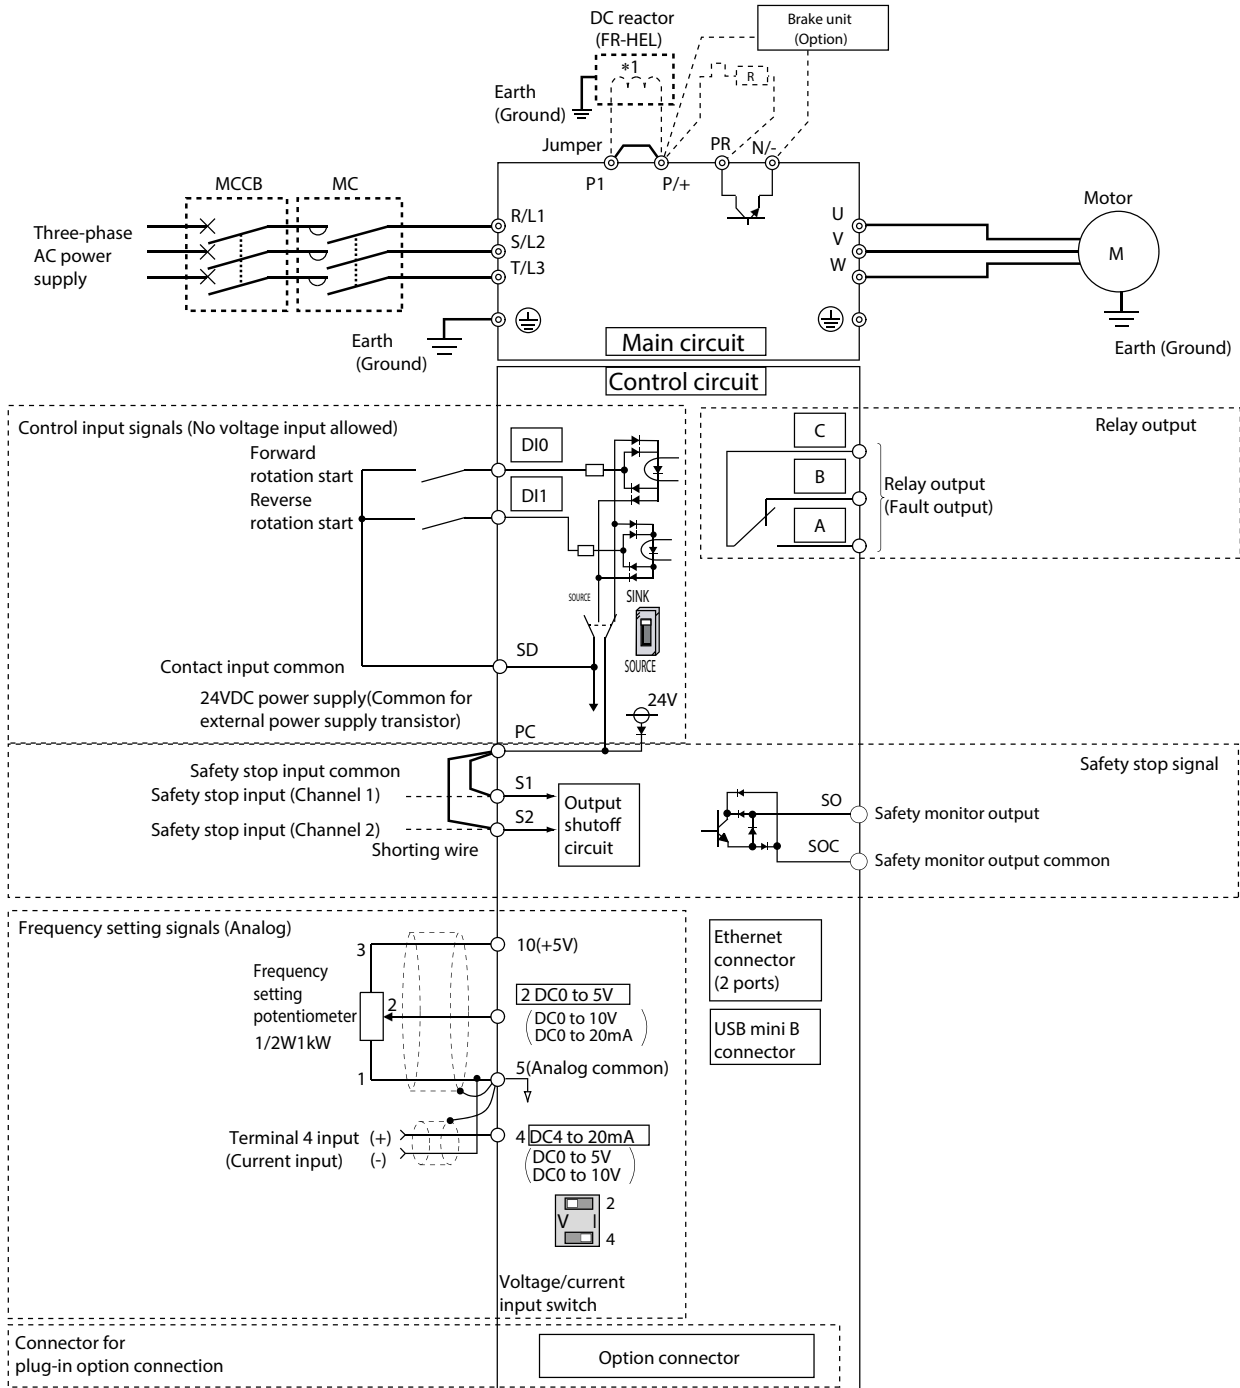 DC reactor
(FR-HEL)
Brake unit
(Option)
*1
R
Earth
(Ground)
Jumper
PR
N/-
P1
P/+
MCCB
MC
Three-phase
AC power
supply
R/L1
S/L2
T/L3
U
V
W
Motor
M
Earth
(Ground)
Main circuit
Earth (Ground)
Control circuit
Control input signals (No voltage input allowed)
Forward
rotation start
Reverse
rotation start
DI0
DI1
SOURCE
SINK
SOURCE
Contact input common
SD
24VDC power supply(Common for
external power supply transistor)
24V
PC
Relay output
C
B
A
Relay output
(Fault output)
Safety stop signal
Safety stop input common
Safety stop input (Channel 1)
Safety stop input (Channel 2)
Shorting wire
S1
S2
Output
shutoff
circuit
SO
Safety monitor output
SOC
Safety monitor output common
Frequency setting signals (Analog)
3
10(+5V)
Frequency
setting
potentiometer
1/2W1kW
2
2 DC0 to 5V
DC0 to 10V
DC0 to 20mA
1
5(Analog common)
Terminal 4 input (+)
(Current input) (-)
4 DC4 to 20mA
DC0 to 5V
DC0 to 10V
2
V I
4
Voltage/current
input switch
Ethernet
connector
(2 ports)
USB mini B
connector
Connector for
plug-in option connection
Option connector